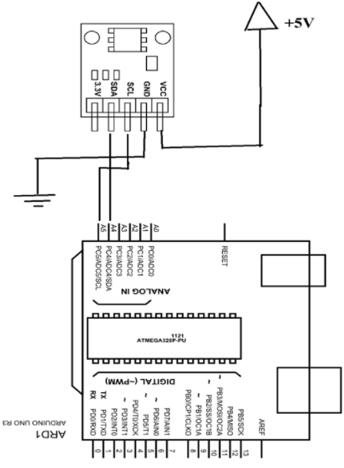 +5V
3.3V
SDA
SCL
GND
VCC
A5
A4
A3
A2
A1
A0
PC5/ADC5/SCL
PC4/ADC4/SDA
PC3/ADC3
PC2/ADC2
PC1/ADC1
PC0/ADC0
RESET
ANALOG IN
1121
ATMEGA328P-PU
DIGITAL (~PWM)
RX
TX
~
~
~
~
~
~
PD0/RXD
PD1/TXD
PD2/INT0
PD3/INT1
PD4/T0/XCK
PD5/T1
PD6/AIN0
PD7/AIN1
PB0/ICP1/CLKO
PB1/OC1A
PB2/SS/OC1B
PB3/MOSI/OC2A
PB4/MISO
PB5/SCK
AREF
0
1
2
3
4
5
6
7
8
9
10
11
12
13
ARD1
ARDUINO UNO R3